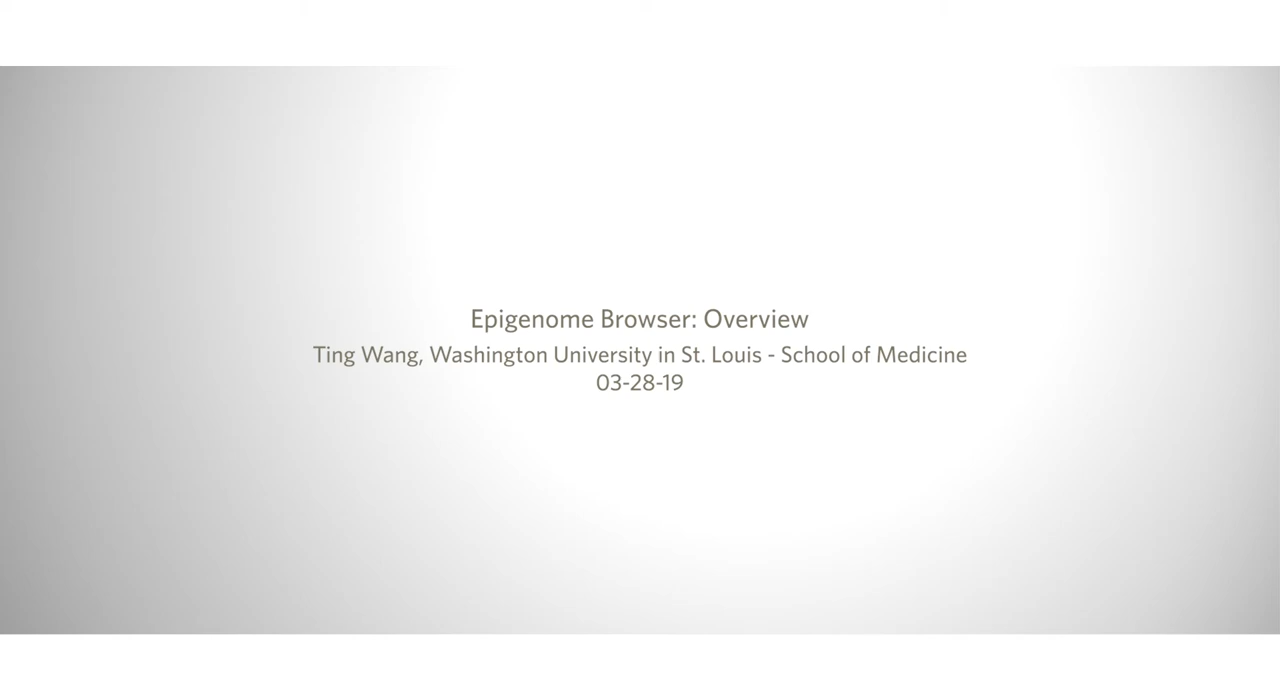 Epigenome Browser: Overview
Ting Wang, Washington University in St. Louis - School of Medicine
03-28-19